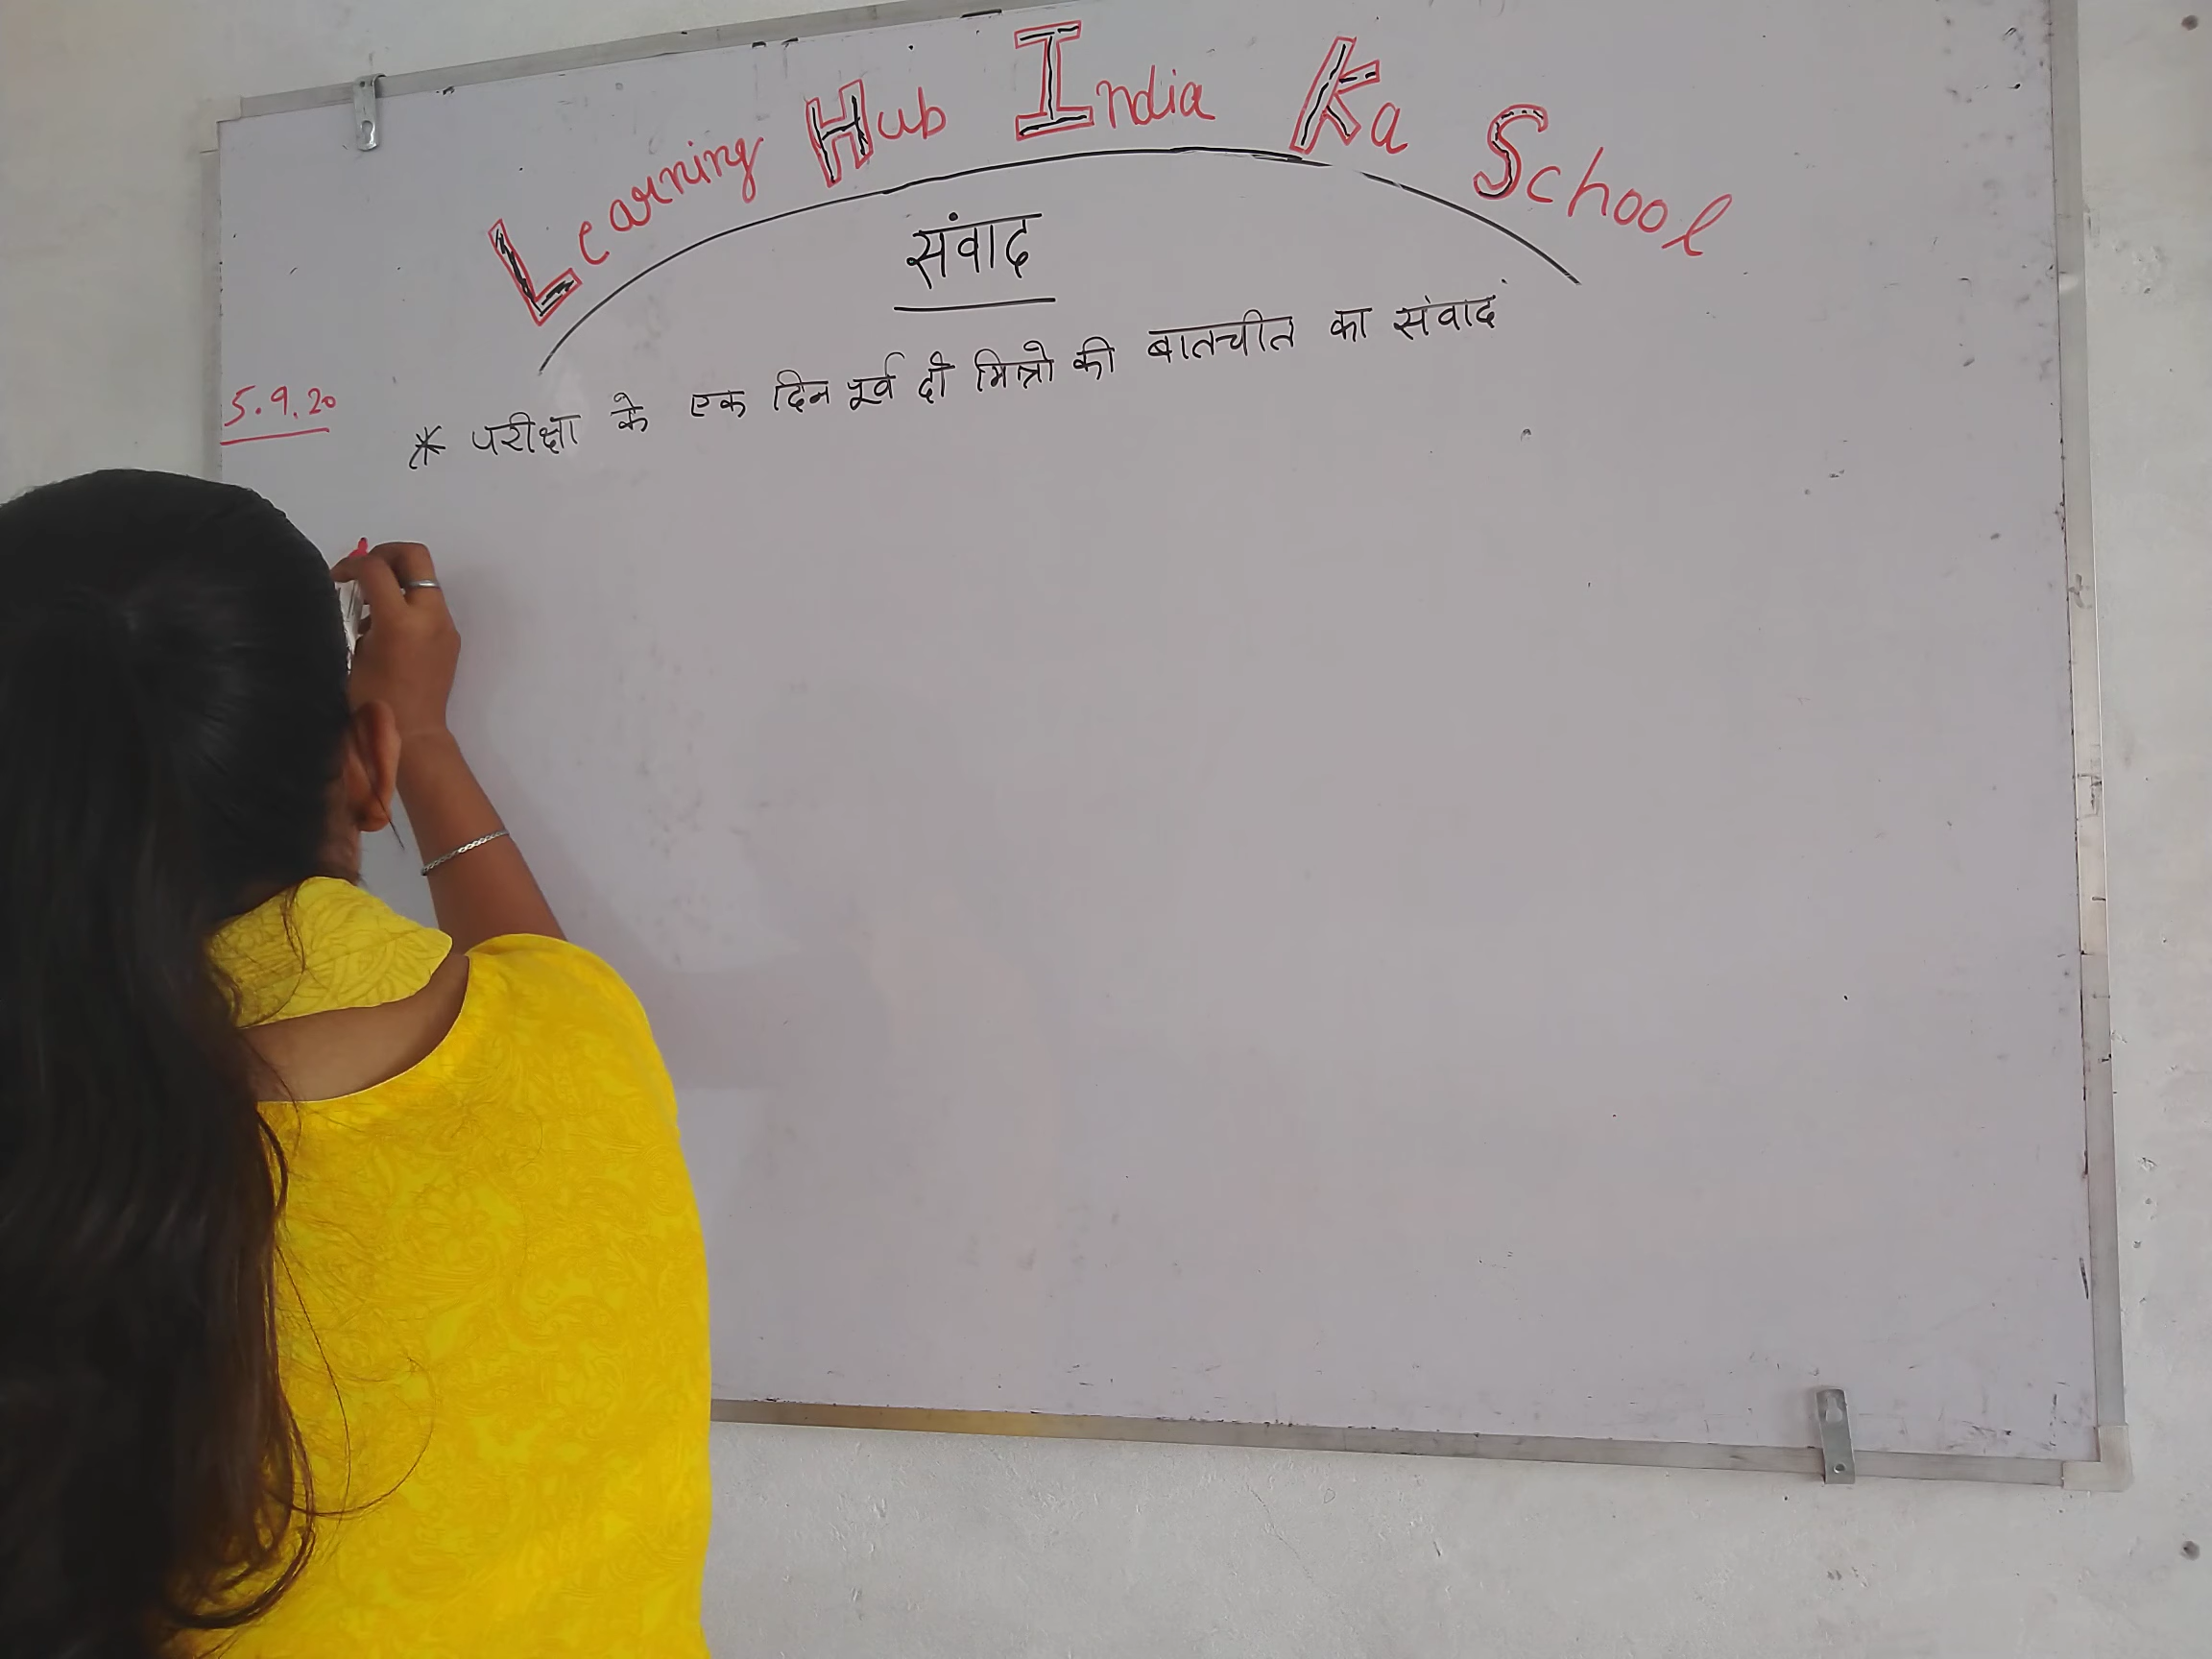 Learning Hub India Ka School
संवाद
5.9.20
* परीक्षा के एक दिन पूर्व दो मित्रो की बातचीत का संवाद